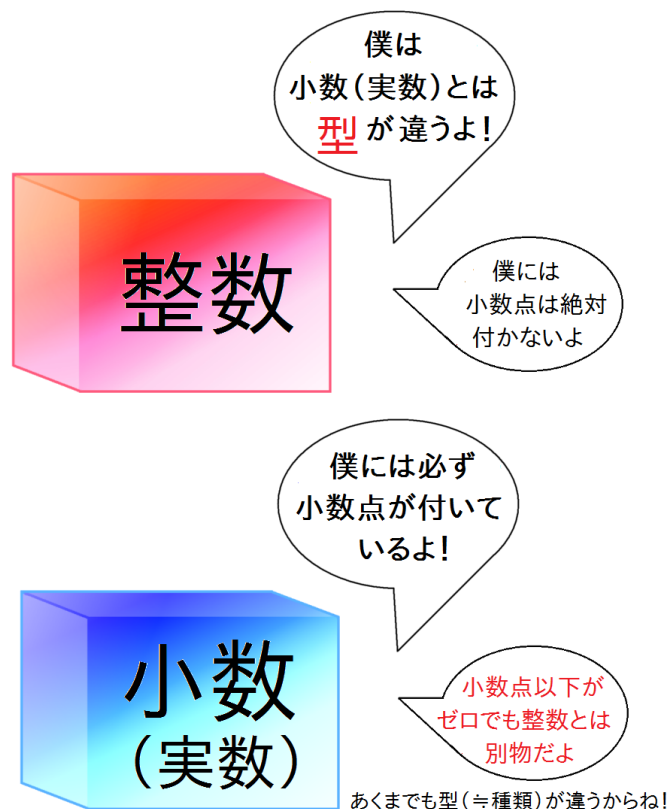 僕は
小数(実数)とは
型が違うよ!
整数
僕には
小数点は絶対
付かないよ
僕には必ず
小数点が付いて
いるよ!
小数
(実数)
小数点以下が
ゼロでも整数とは
別物だよ
あくまでも型(≒種類)が違うからね!